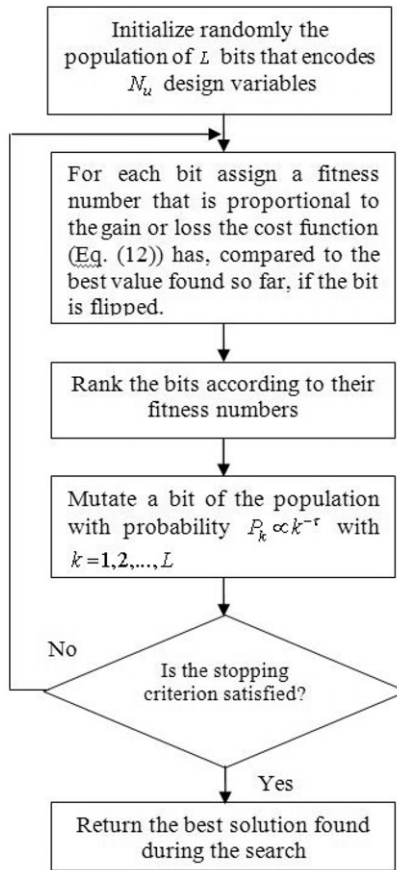 Initialize randomly the
population of L bits that encodes
N_u design variables
For each bit assign a fitness
number that is proportional to
the gain or loss the cost function
(Eq. (12)) has, compared to the
best value found so far, if the bit
is flipped.
Rank the bits according to their
fitness numbers
Mutate a bit of the population
with probability P_k ∝ k^{-τ} with
k=1,2,...,L
No
Is the stopping
criterion satisfied?
Yes
Return the best solution found
during the search